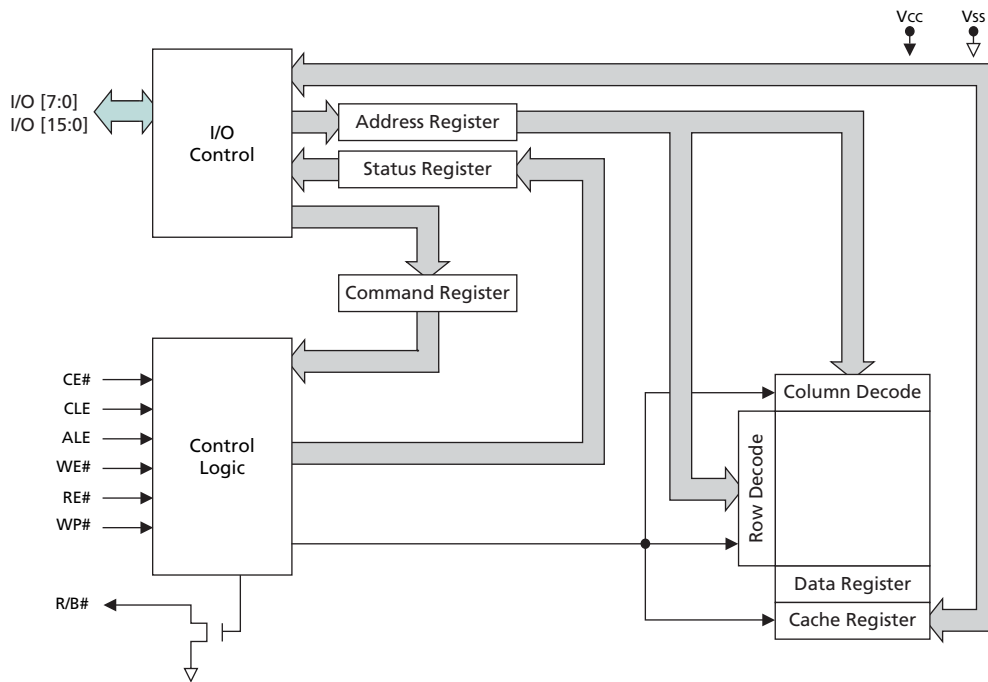 Vcc
Vss
I/O [7:0]
I/O [15:0]
I/O
Control
Address Register
Status Register
Command Register
CE#
CLE
ALE
WE#
RE#
WP#
Control
Logic
Column Decode
Row Decode
Data Register
Cache Register
R/B#